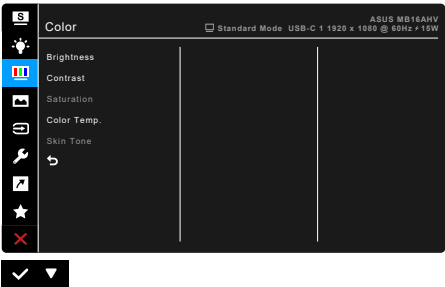 S
Color
ASUS MB16AHV
Standard Mode USB-C 1 1920 x 1080 @ 60Hz ⚡ 15W
Brightness
Contrast
Saturation
Color Temp.
Skin Tone